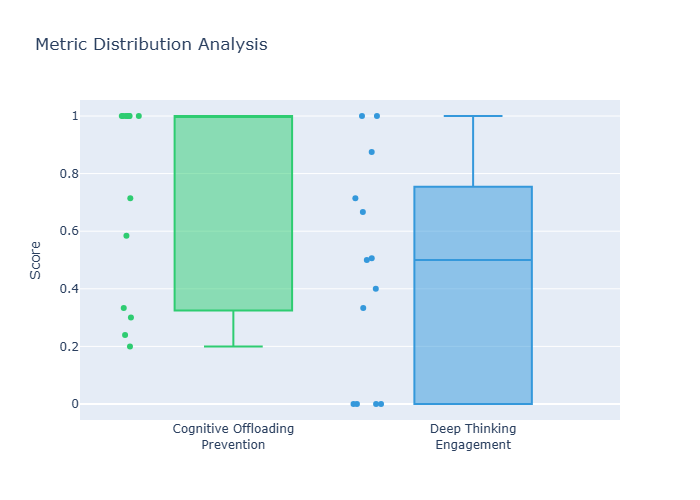 Metric Distribution Analysis
1
0.8
0.6
0.4
0.2
0
Score
Cognitive Offloading
Prevention
Deep Thinking
Engagement